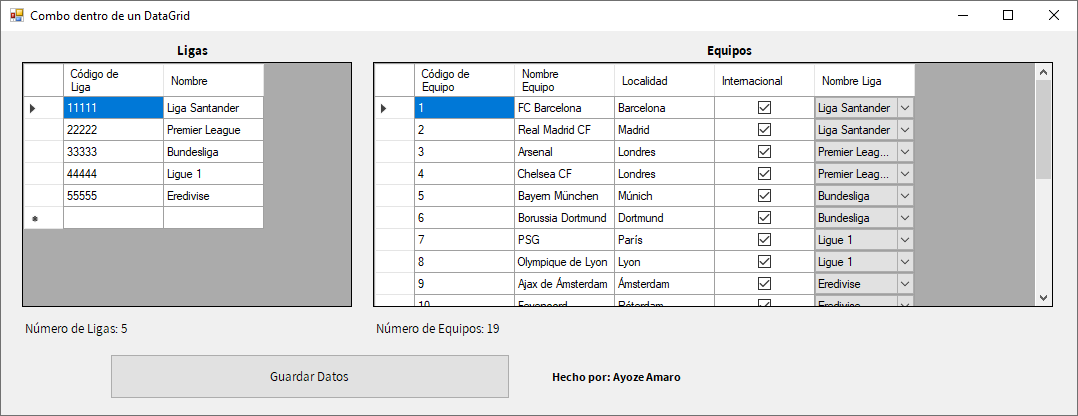 Combo dentro de un DataGrid
Ligas
Código de Liga Nombre
11111 Liga Santander
22222 Premier League
33333 Bundesliga
44444 Ligue 1
55555 Eredivise
Número de Ligas: 5
Equipos
Código de Equipo Nombre Equipo Localidad Internacional Nombre Liga
1 FC Barcelona Barcelona Liga Santander
2 Real Madrid CF Madrid Liga Santander
3 Arsenal Londres Premier Leag...
4 Chelsea CF Londres Premier Leag...
5 Bayern München Múnich Bundesliga
6 Borussia Dortmund Dortmund Bundesliga
7 PSG París Ligue 1
8 Olympique de Lyon Lyon Ligue 1
9 Ajax de Ámsterdam Ámsterdam Eredivise
10 Feyenoord Róterdam Eredivise
Número de Equipos: 19
Guardar Datos
Hecho por: Ayoze Amaro